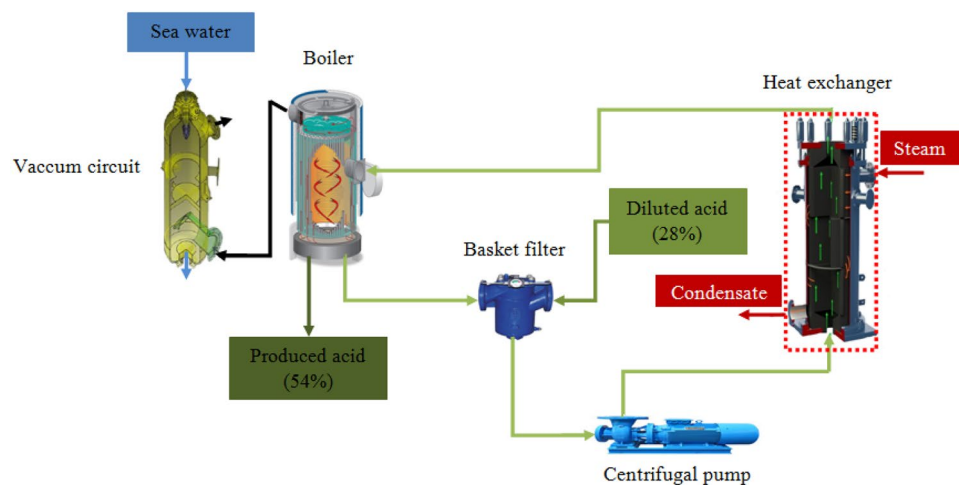 Sea water
Boiler
Heat exchanger
Vaccum circuit
Steam
Diluted acid
(28%)
Basket filter
Condensate
Produced acid
(54%)
Centrifugal pump